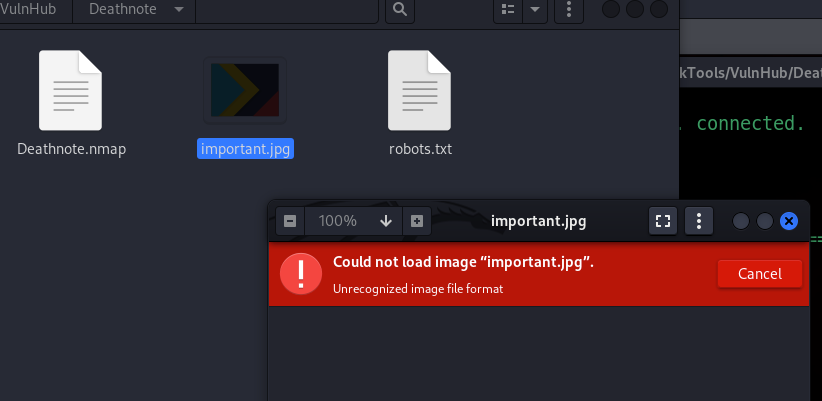 VulnHub
Deathnote
kTools/VulnHub/Dea
connected.
Deathnote.nmap
important.jpg
robots.txt
100%
important.jpg
Could not load image “important.jpg”.
Unrecognized image file format
Cancel
==